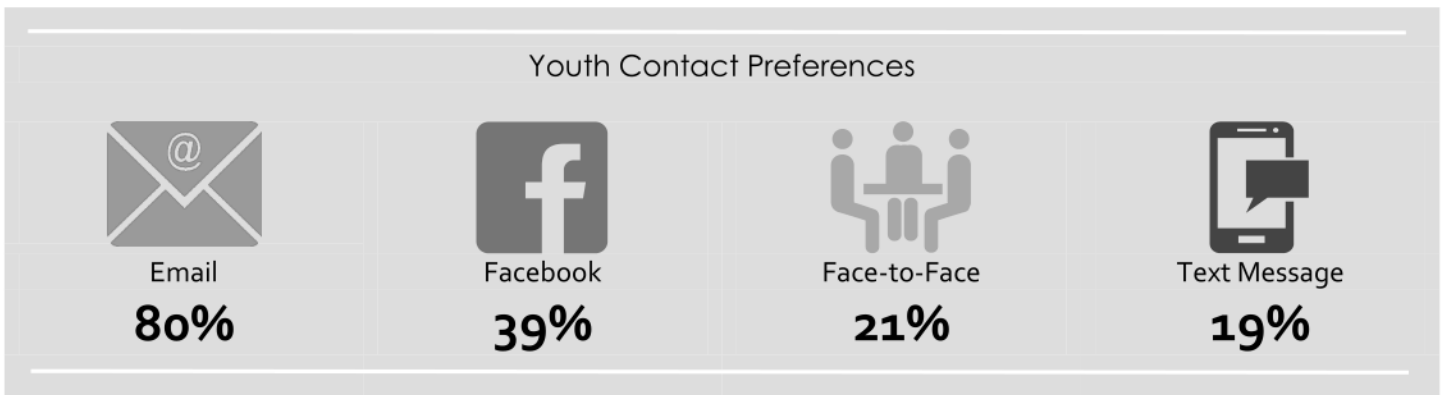 Youth Contact Preferences
@
f
Email
Facebook
Face-to-Face
Text Message
80%
39%
21%
19%